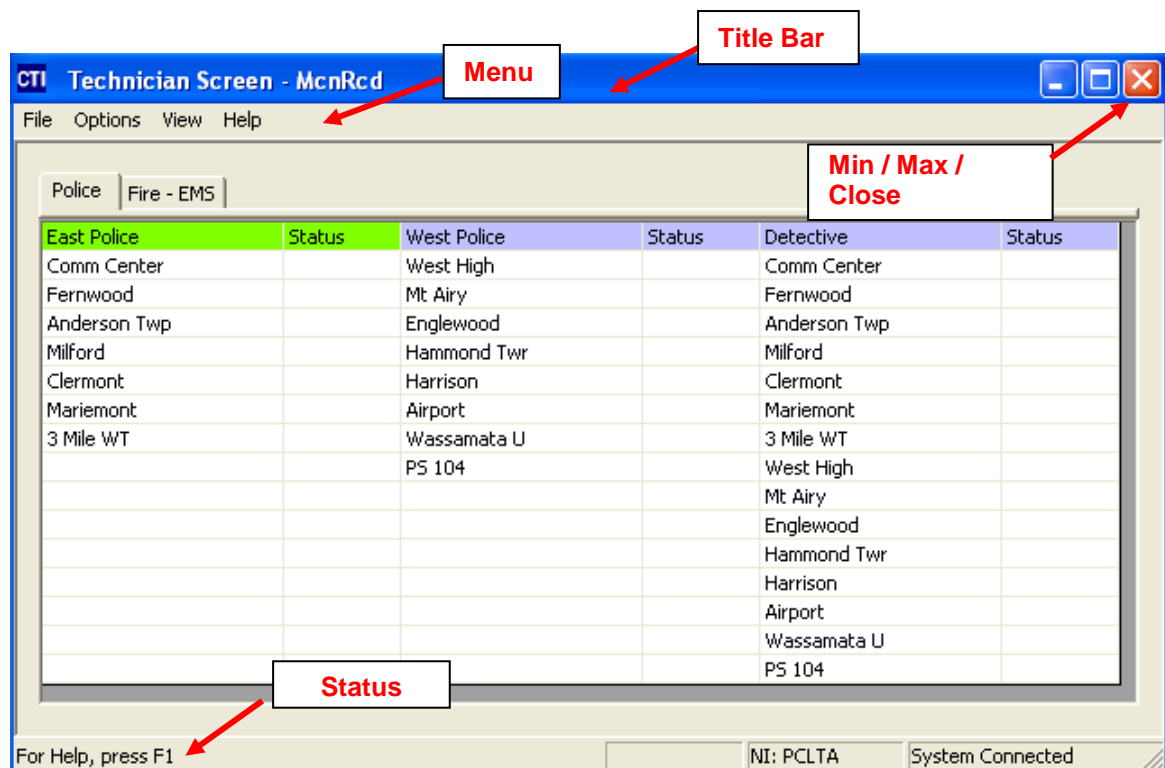 Title Bar
Menu
CTI Technician Screen - McnRcd
File Options View Help
Min / Max /
Close
Police Fire - EMS
East Police Status West Police Status Detective Status
Comm Center West High Comm Center
Fernwood Mt Airy Fernwood
Anderson Twp Englewood Anderson Twp
Milford Hammond Twr Milford
Clermont Harrison Clermont
Mariemont Airport Mariemont
3 Mile WT Wassamata U 3 Mile WT
PS 104 West High
Mt Airy
Englewood
Hammond Twr
Harrison
Airport
Wassamata U
PS 104
Status
For Help, press F1 NI: PCLTA System Connected